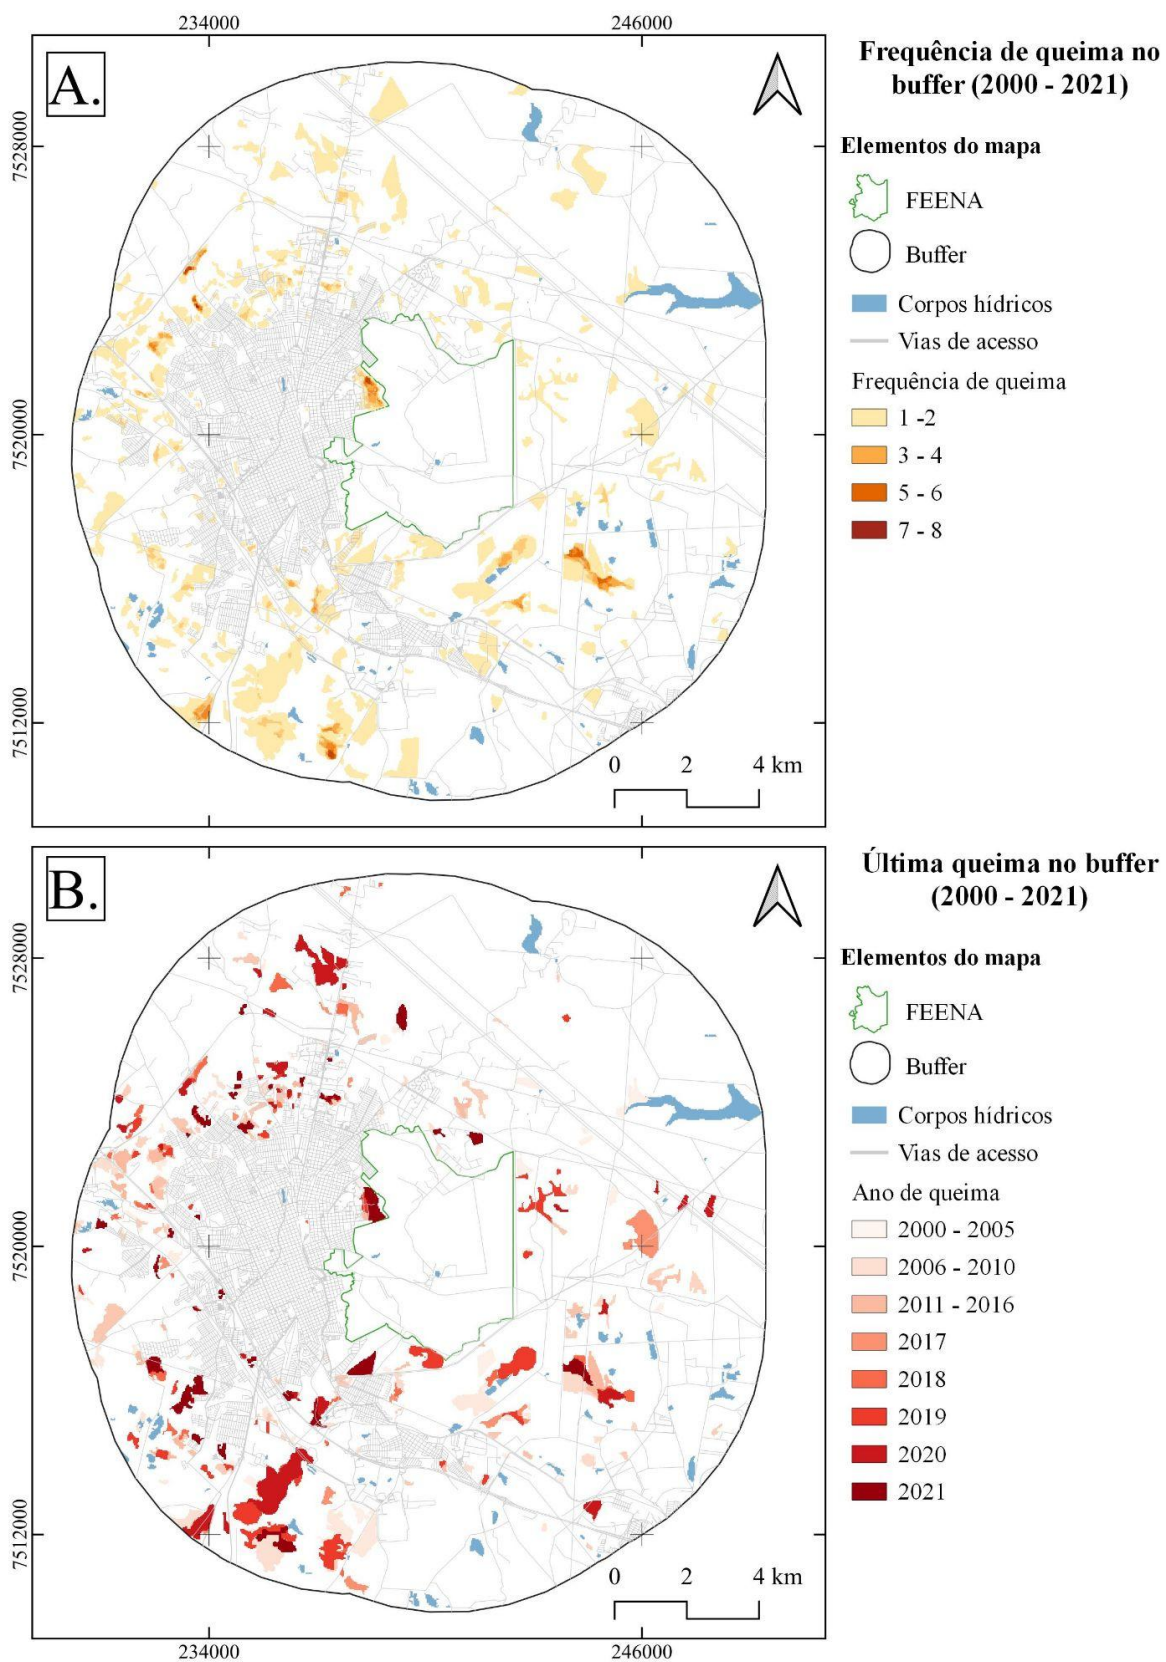 234000
246000
A.
Frequência de queima no
buffer (2000 - 2021)
Elementos do mapa
FEENA
Buffer
Corpos hídricos
Vias de acesso
Frequência de queima
1 -2
3 - 4
5 - 6
7 - 8
7528000
7520000
7512000
0 2 4 km
B.
Última queima no buffer
(2000 - 2021)
Elementos do mapa
FEENA
Buffer
Corpos hídricos
Vias de acesso
Ano de queima
2000 - 2005
2006 - 2010
2011 - 2016
2017
2018
2019
2020
2021
7528000
7520000
7512000
0 2 4 km
234000
246000